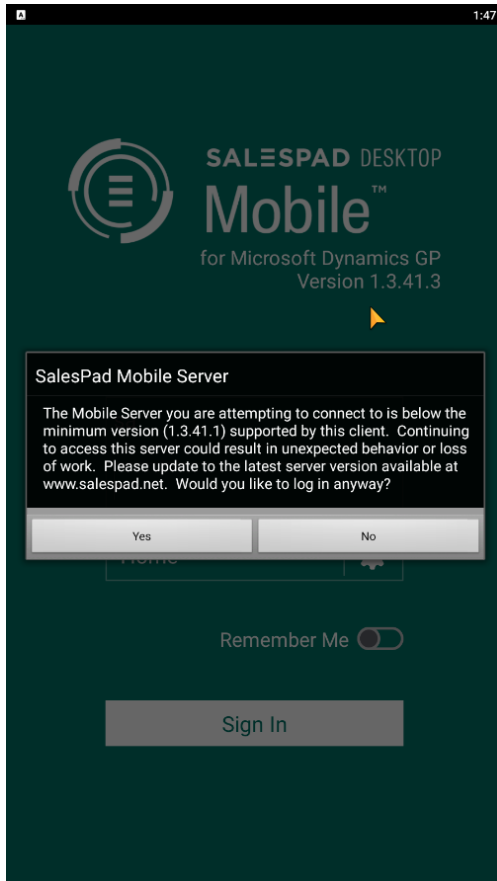 A
1:47
SALESPAD DESKTOP
Mobile™
for Microsoft Dynamics GP
Version 1.3.41.3
SalesPad Mobile Server
The Mobile Server you are attempting to connect to is below the
minimum version (1.3.41.1) supported by this client.  Continuing
to access this server could result in unexpected behavior or loss
of work.  Please update to the latest server version available at
www.salespad.net.  Would you like to log in anyway?
Yes
No
Home
Remember Me
Sign In